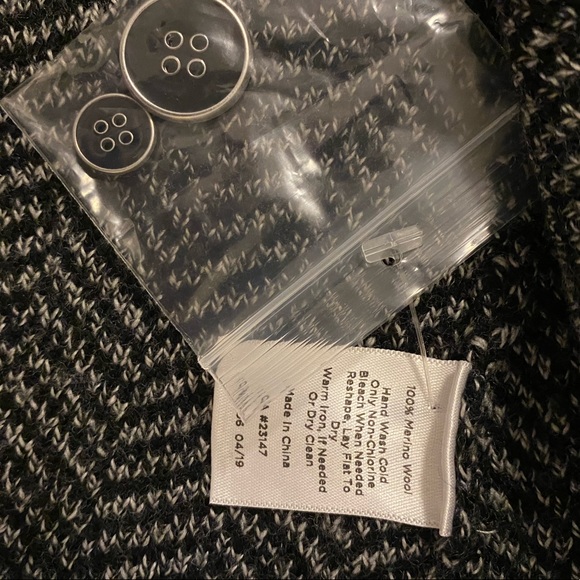 100% Merino Wool
Hand Wash Cold
Only Non-Chlorine
Bleach When Needed
Reshape, Lay Flat To
Dry
Warm Iron, If Needed
Or Dry Clean
#23147
Made In China
04/19